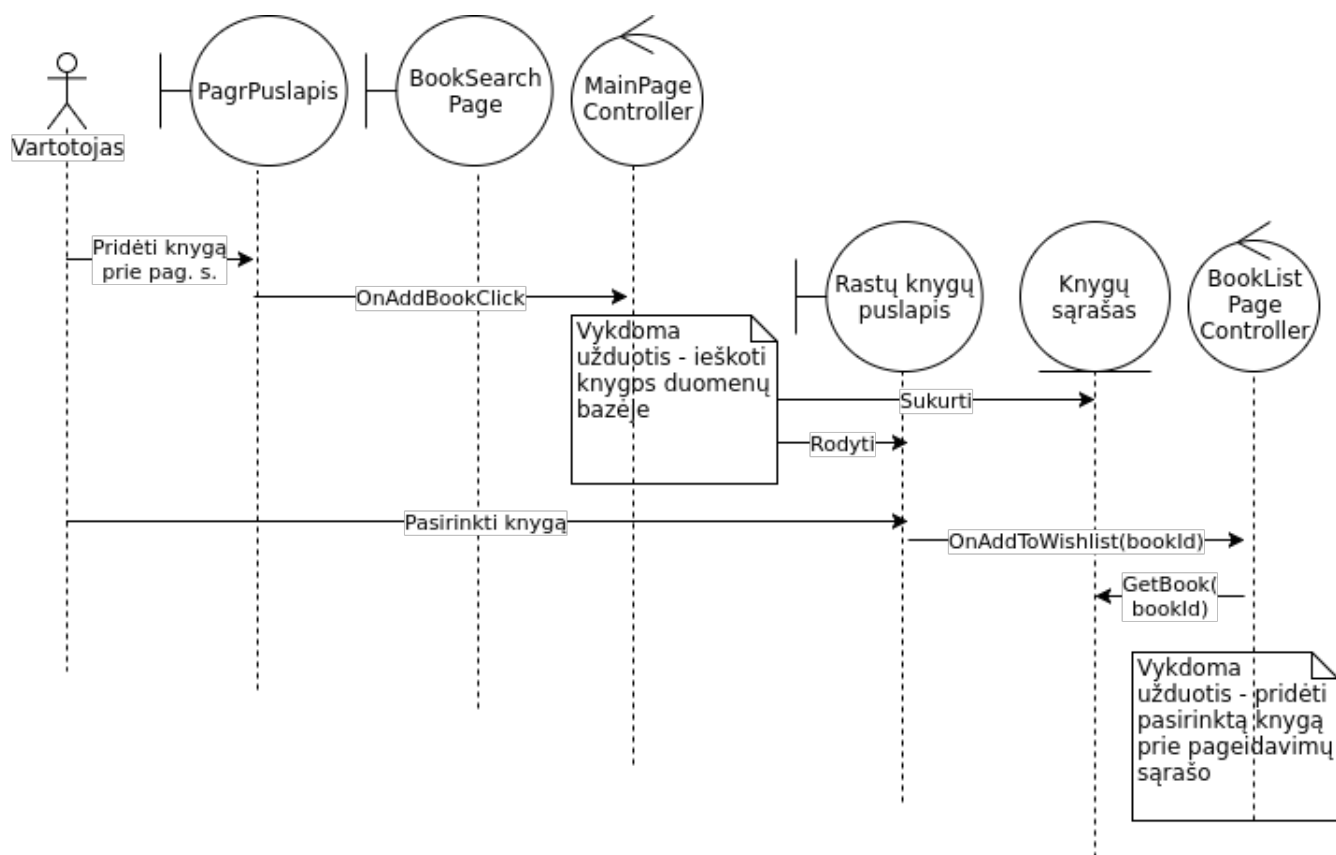 PagrPuslapis
BookSearch
Page
MainPage
Controller
Vartotojas
Pridėti knygą
prie pag. s.
OnAddBookClick
Rastų knygų
puslapis
Knygų
sąrašas
BookList
Page
Controller
Vykdoma
užduotis - ieškoti
knygos duomenų
bazėje
Sukurti
Rodyti
Pasirinkti knygą
OnAddToWishlist(bookId)
GetBook(
bookId)
Vykdoma
užduotis - pridėti
pasirinktą knygą
prie pageidavimų
sąrašo